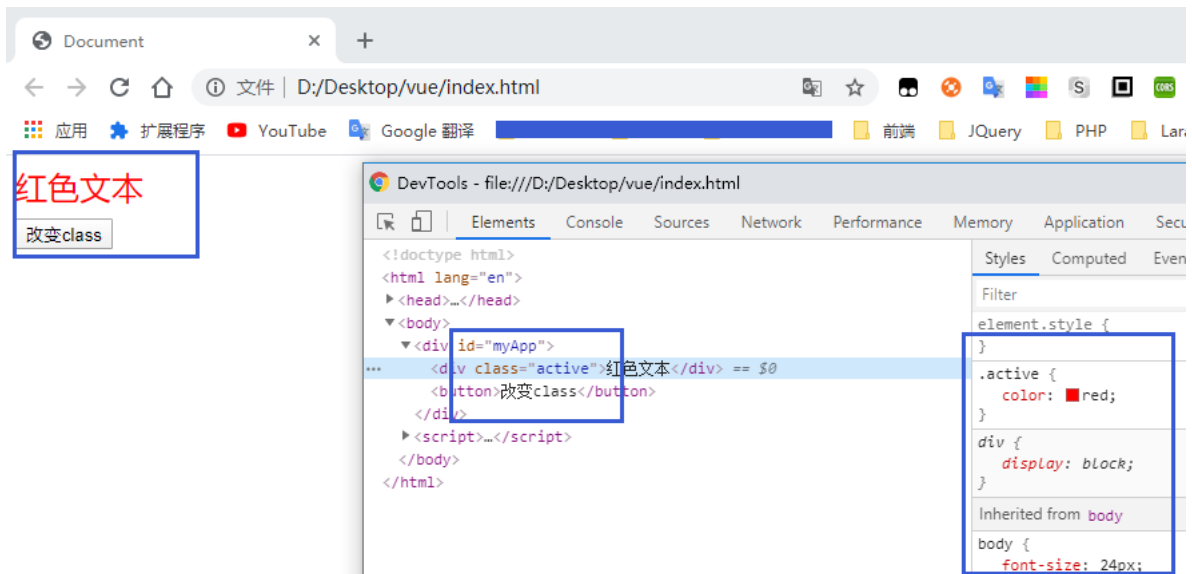 Document
文件 D:/Desktop/vue/index.html
S CORS
应用 扩展程序 YouTube Google 翻译 前端 JQuery PHP Lar
红色文本
改变class
DevTools - file:///D:/Desktop/vue/index.html
Elements Console Sources Network Performance Memory Application Secu
<!doctype html>
<html lang="en">
<head>…</head>
<body>
<div id="myApp">
<div class="active">红色文本</div> == $0
<button>改变class</button>
</div>
<script>…</script>
</body>
</html>
Styles Computed Even
Filter
element.style {
}
.active {
color: red;
}
div {
display: block;
}
Inherited from body
body {
font-size: 24px;